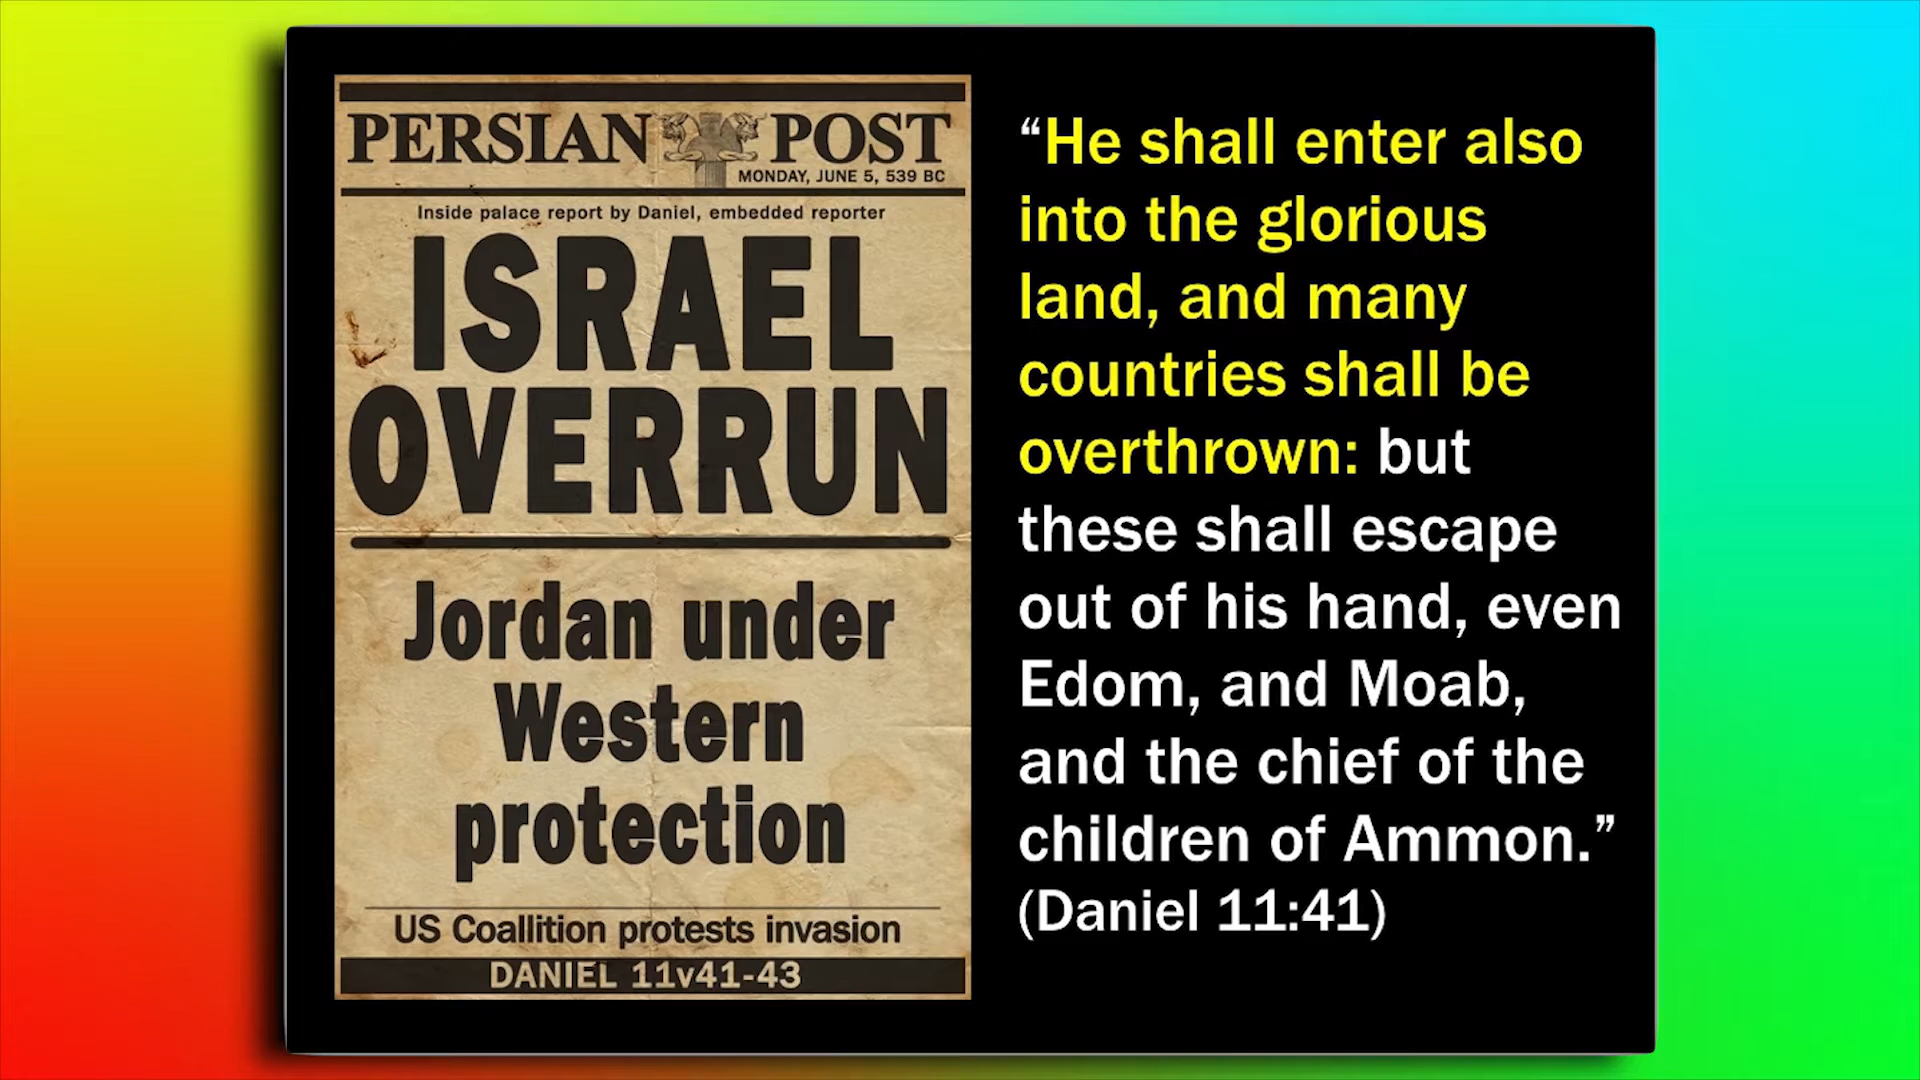 PERSIAN POST
MONDAY, JUNE 5, 539 BC
Inside palace report by Daniel, embedded reporter
ISRAEL
OVERRUN
Jordan under
Western
protection
US Coallition protests invasion
DANIEL 11v41-43
“He shall enter also
into the glorious
land, and many
countries shall be
overthrown: but
these shall escape
out of his hand, even
Edom, and Moab,
and the chief of the
children of Ammon.”
(Daniel 11:41)